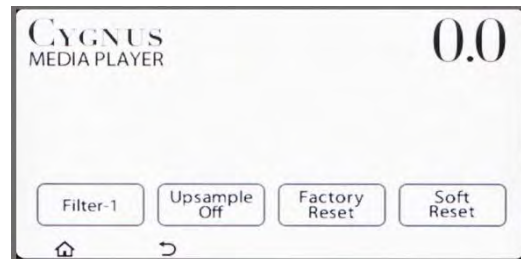 CYGNUS
0.0
MEDIA PLAYER
Filter-1
Upsample
Off
Factory
Reset
Soft
Reset